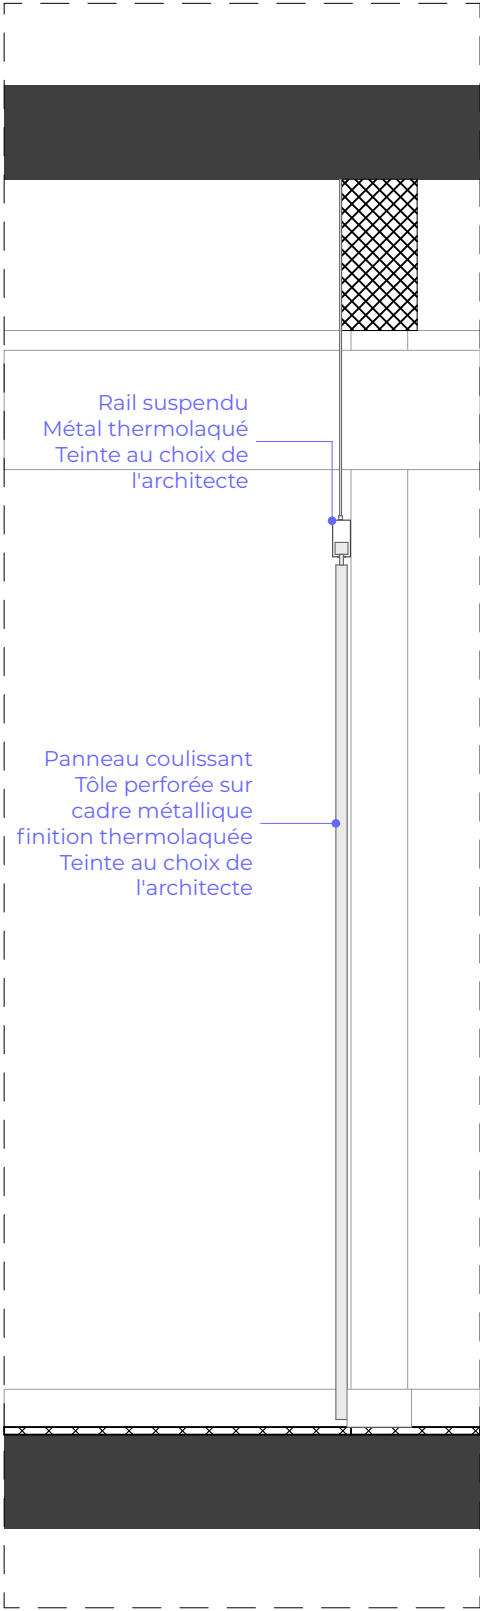 Rail suspendu
Métal thermolaqué
Teinte au choix de
l'architecte
Panneau coulissant
Tôle perforée sur
cadre métallique
finition thermolaquée
Teinte au choix de
l'architecte